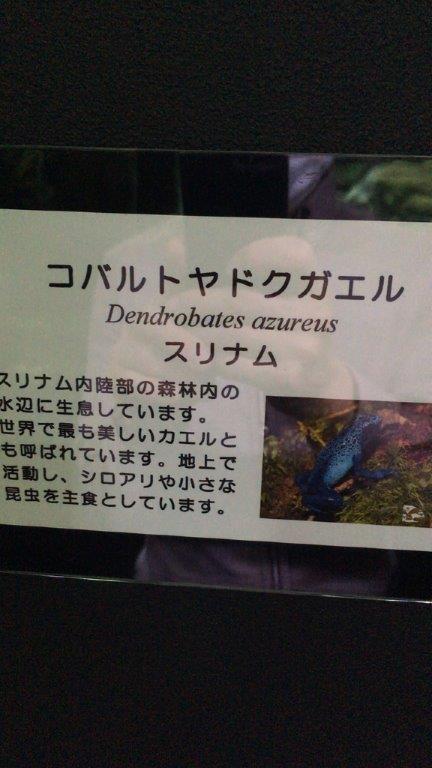 コバルトヤドクガエル
Dendrobates azureus
スリナム
スリナム内陸部の森林内の
水辺に生息しています。
世界で最も美しいカエルと
も呼ばれています。地上で
活動し、シロアリや小さな
昆虫を主食としています。